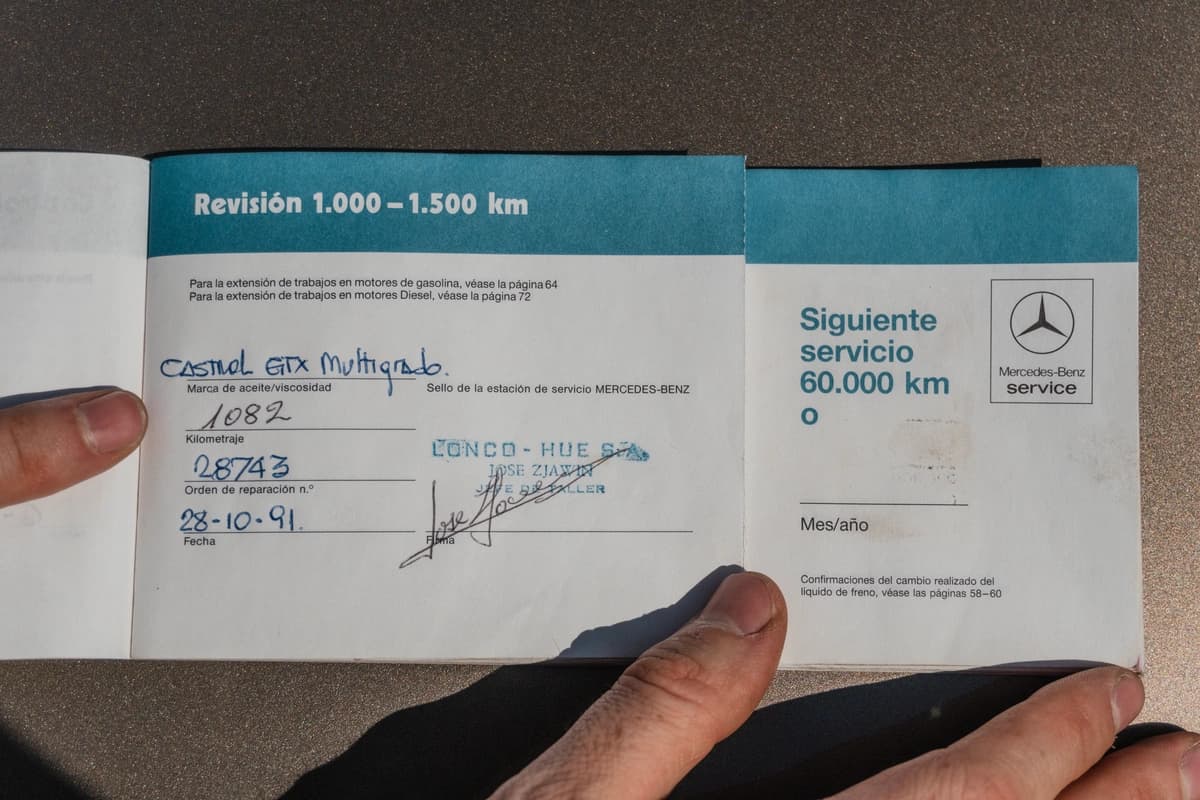 Revisión 1.000 – 1.500 km
Para la extensión de trabajos en motores de gasolina, véase la página 64
Para la extensión de trabajos en motores Diesel, véase la página 72
CASTROL GTX Multigrado.
Marca de aceite/viscosidad
Sello de la estación de servicio MERCEDES-BENZ
1082
Kilometraje
28743
Orden de reparación n.º
28-10-91.
Fecha
LONCO - HUE S.A.
JOSE ZJAWIN
JEFE DE TALLER
Jose
Firma
Siguiente
servicio
60.000 km
o
Mercedes-Benz
service
Mes/año
Confirmaciones del cambio realizado del
líquido de freno, véase las páginas 58–60